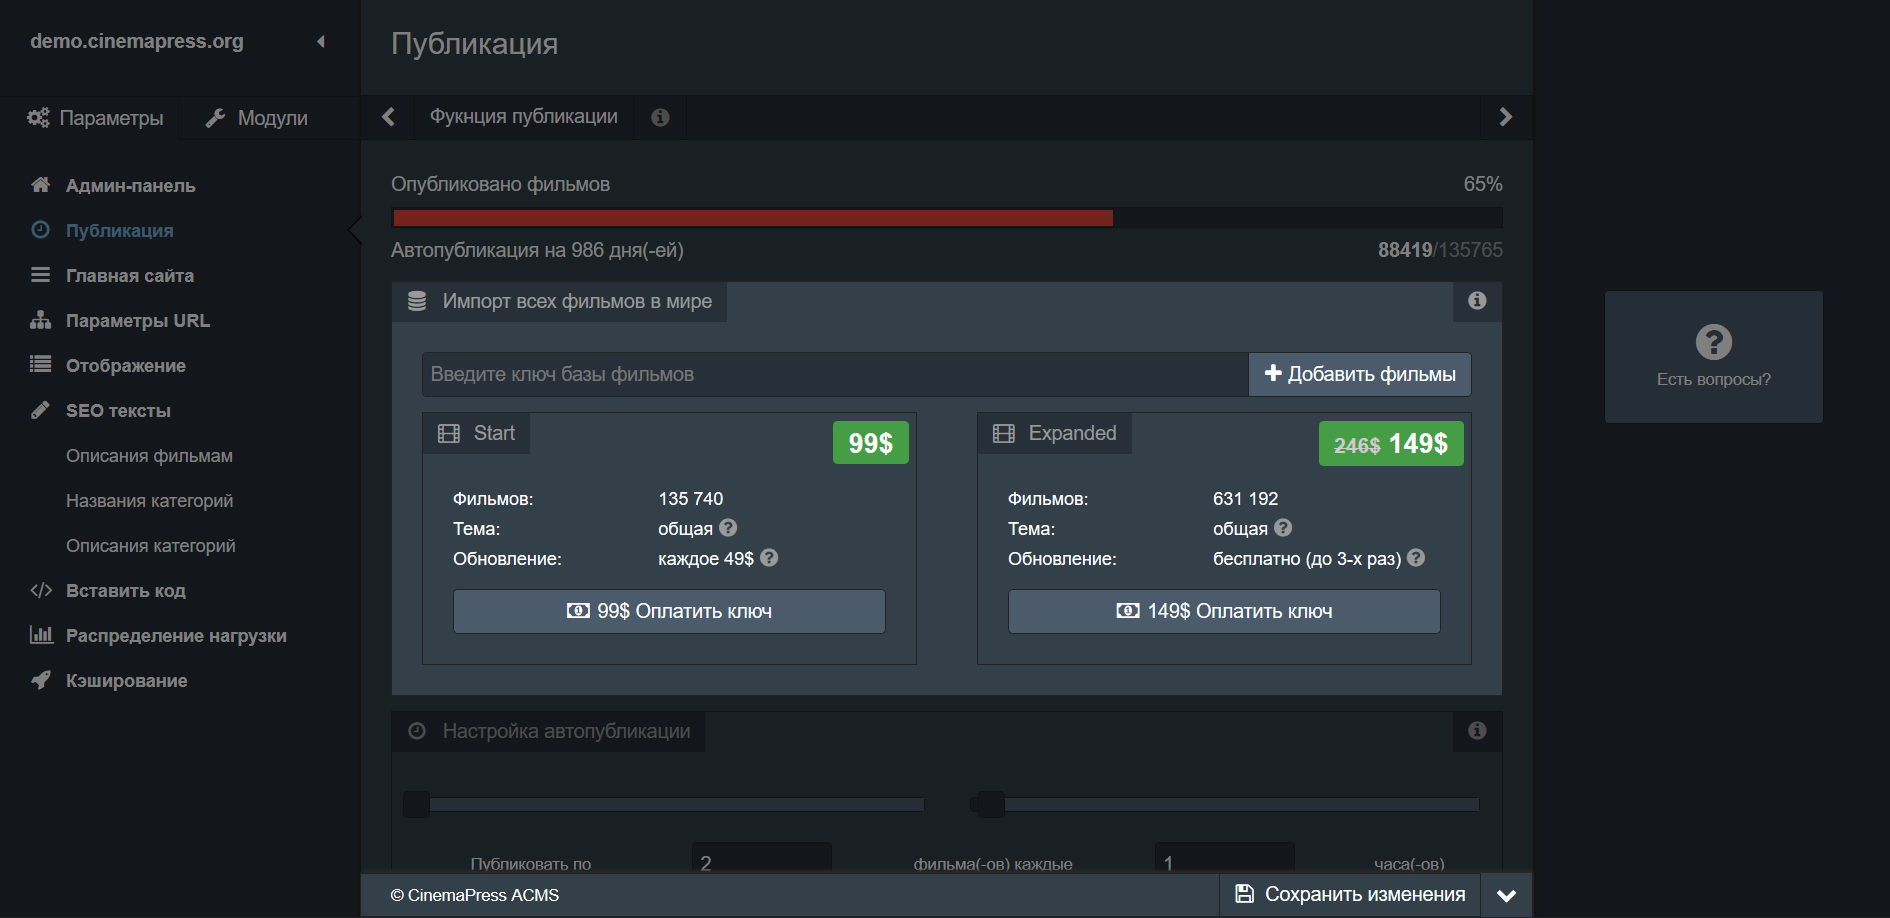 demo.cinemapress.org
Параметры
Модули
Админ-панель
Публикация
Главная сайта
Параметры URL
Отображение
SEO тексты
Описания фильмам
Названия категорий
Описания категорий
Вставить код
Распределение нагрузки
Кэширование
Публикация
Фукнция публикации
Опубликовано фильмов 65%
Автопубликация на 986 дня(-ей) 88419/135765
Импорт всех фильмов в мире
Введите ключ базы фильмов
Добавить фильмы
Start
99$
Фильмов: 135 740
Тема: общая
Обновление: каждое 49$
99$ Оплатить ключ
Expanded
246$ 149$
Фильмов: 631 192
Тема: общая
Обновление: бесплатно (до 3-х раз)
149$ Оплатить ключ
Настройка автопубликации
Публиковать по 2 фильма(-ов) каждые 1 часа(-ов)
© CinemaPress ACMS
Сохранить изменения
Есть вопросы?